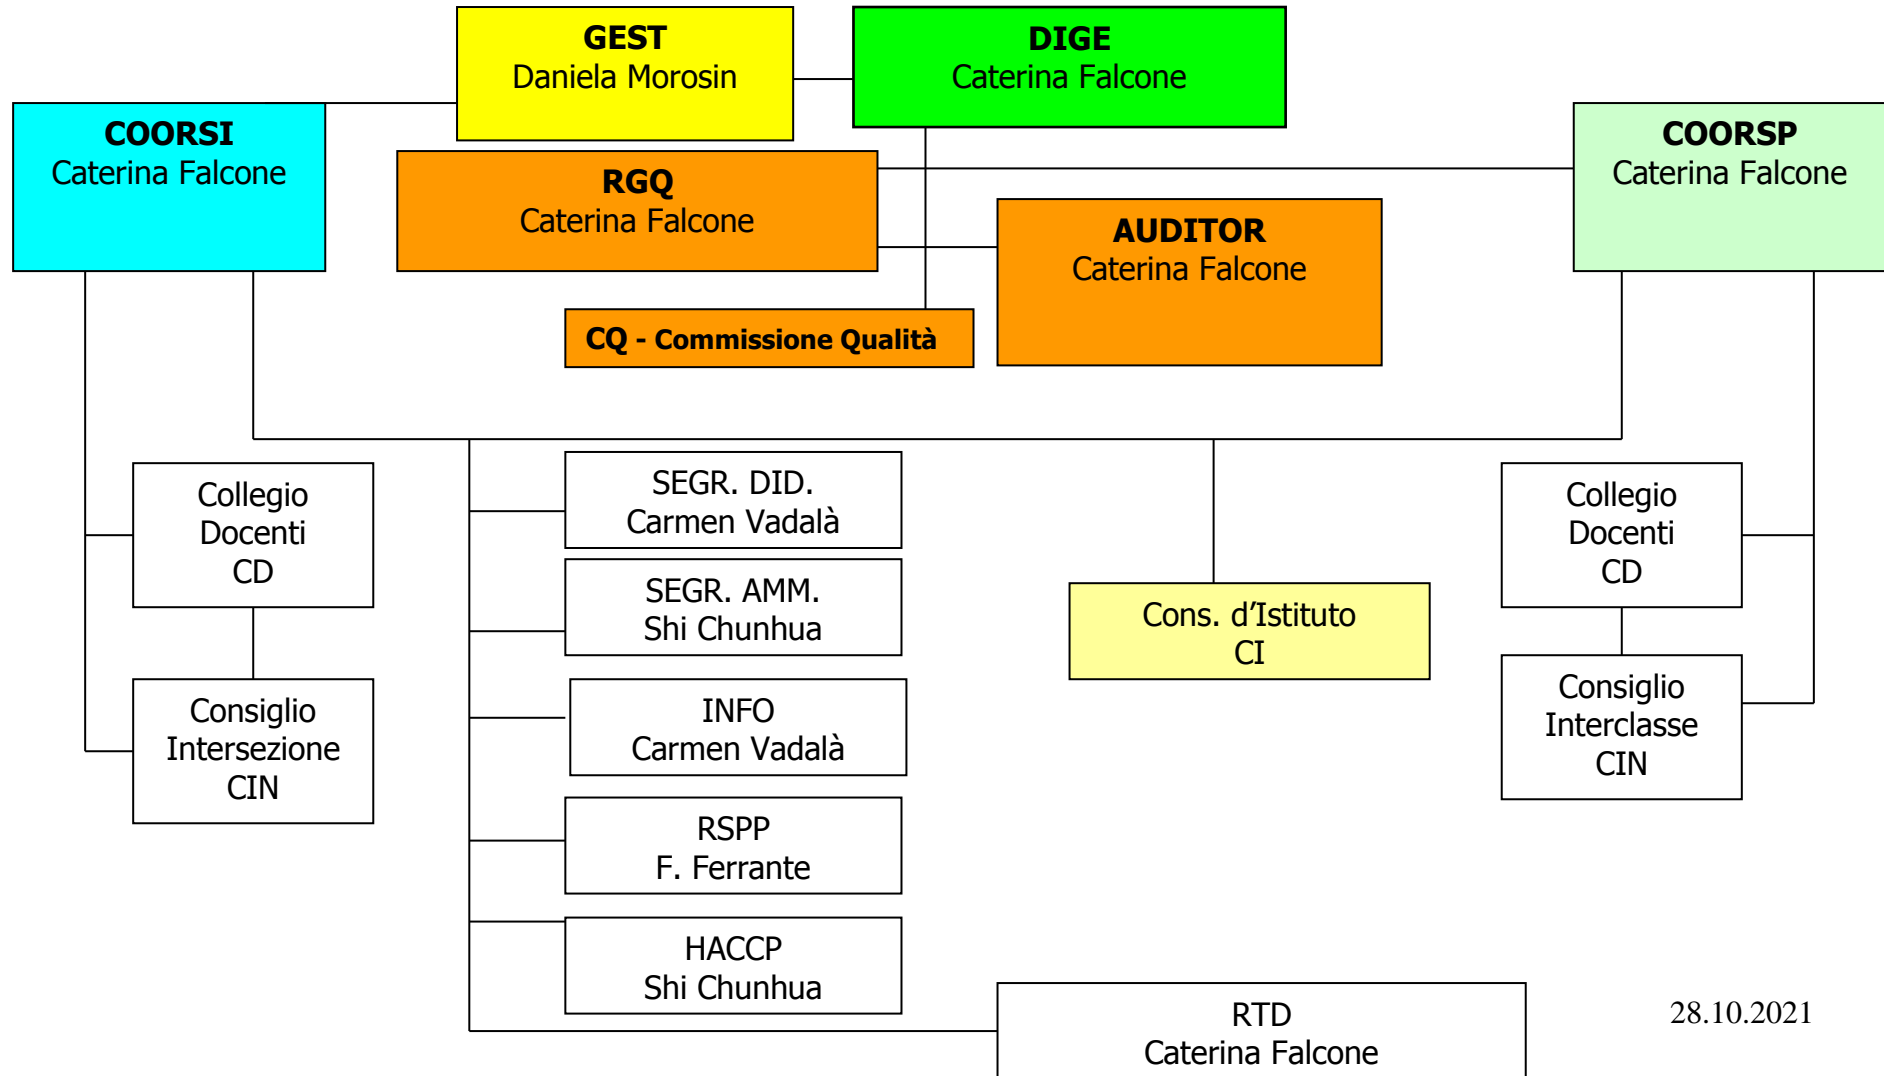 GEST
Daniela Morosin
DIGE
Caterina Falcone
COORSI
Caterina Falcone
COORSP
Caterina Falcone
RGQ
Caterina Falcone
AUDITOR
Caterina Falcone
CQ - Commissione Qualità
Collegio
Docenti
CD
SEGR. DID.
Carmen Vadalà
Collegio
Docenti
CD
SEGR. AMM.
Shi Chunhua
Cons. d’Istituto
CI
Consiglio
Intersezione
CIN
INFO
Carmen Vadalà
Consiglio
Interclasse
CIN
RSPP
F. Ferrante
HACCP
Shi Chunhua
RTD
Caterina Falcone
28.10.2021